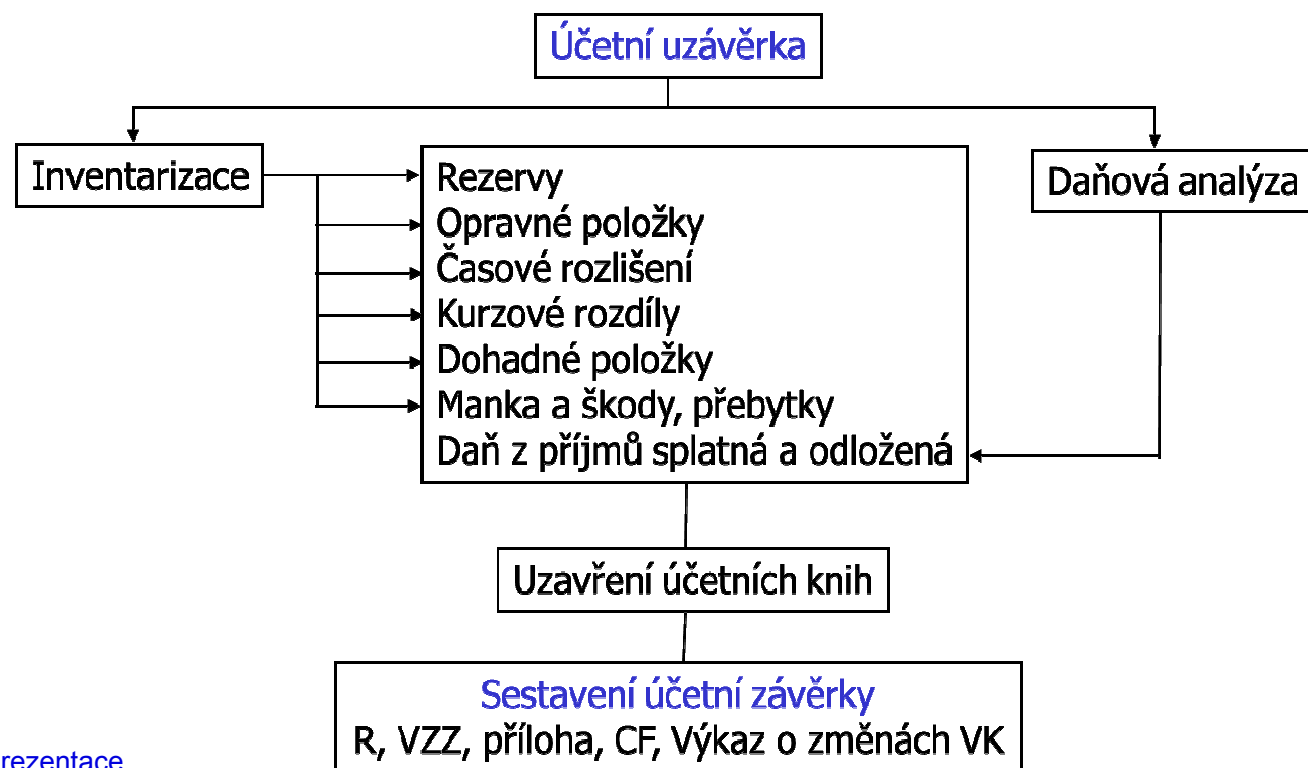 Účetní uzávěrka
Inventarizace
Rezervy
Opravné položky
Časové rozlišení
Kurzové rozdíly
Dohadné položky
Manka a škody, přebytky
Daň z příjmů splatná a odložená
Daňová analýza
Uzavření účetních knih
Sestavení účetní závěrky
R, VZZ, příloha, CF, Výkaz o změnách VK
rezentace